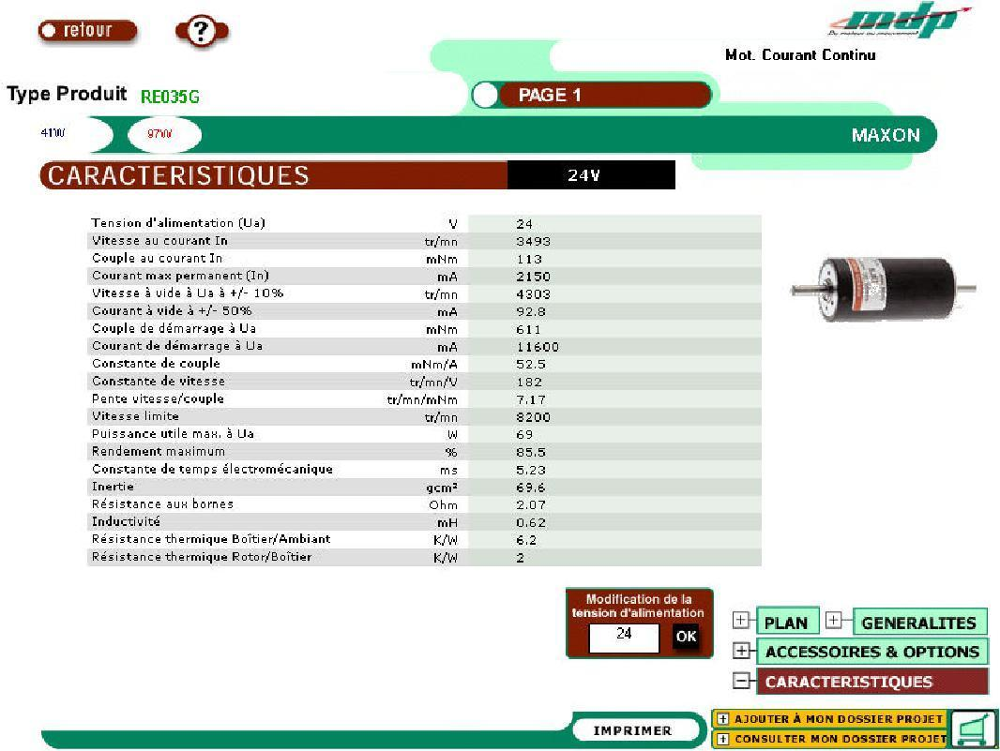 retour
?
mdp
Du moteur au mouvement
Mot. Courant Continu
Type Produit RE035G
PAGE 1
41W 97W
MAXON
CARACTERISTIQUES 24V
Tension d'alimentation (Ua) V 24
Vitesse au courant In tr/mn 3493
Couple au courant In mNm 113
Courant max permanent (In) mA 2150
Vitesse à vide à Ua à +/- 10% tr/mn 4303
Courant à vide à +/- 50% mA 92.8
Couple de démarrage à Ua mNm 611
Courant de démarrage à Ua mA 11600
Constante de couple mNm/A 52.5
Constante de vitesse tr/mn/V 182
Pente vitesse/couple tr/mn/mNm 7.17
Vitesse limite tr/mn 8200
Puissance utile max. à Ua W 69
Rendement maximum % 85.5
Constante de temps électromécanique ms 5.23
Inertie gcm² 69.6
Résistance aux bornes Ohm 2.07
Inductivité mH 0.62
Résistance thermique Boîtier/Ambiant K/W 6.2
Résistance thermique Rotor/Boîtier K/W 2
Modification de la
tension d'alimentation
24 OK
PLAN GENERALITES
ACCESSOIRES & OPTIONS
CARACTERISTIQUES
IMPRIMER
AJOUTER À MON DOSSIER PROJET
CONSULTER MON DOSSIER PROJET